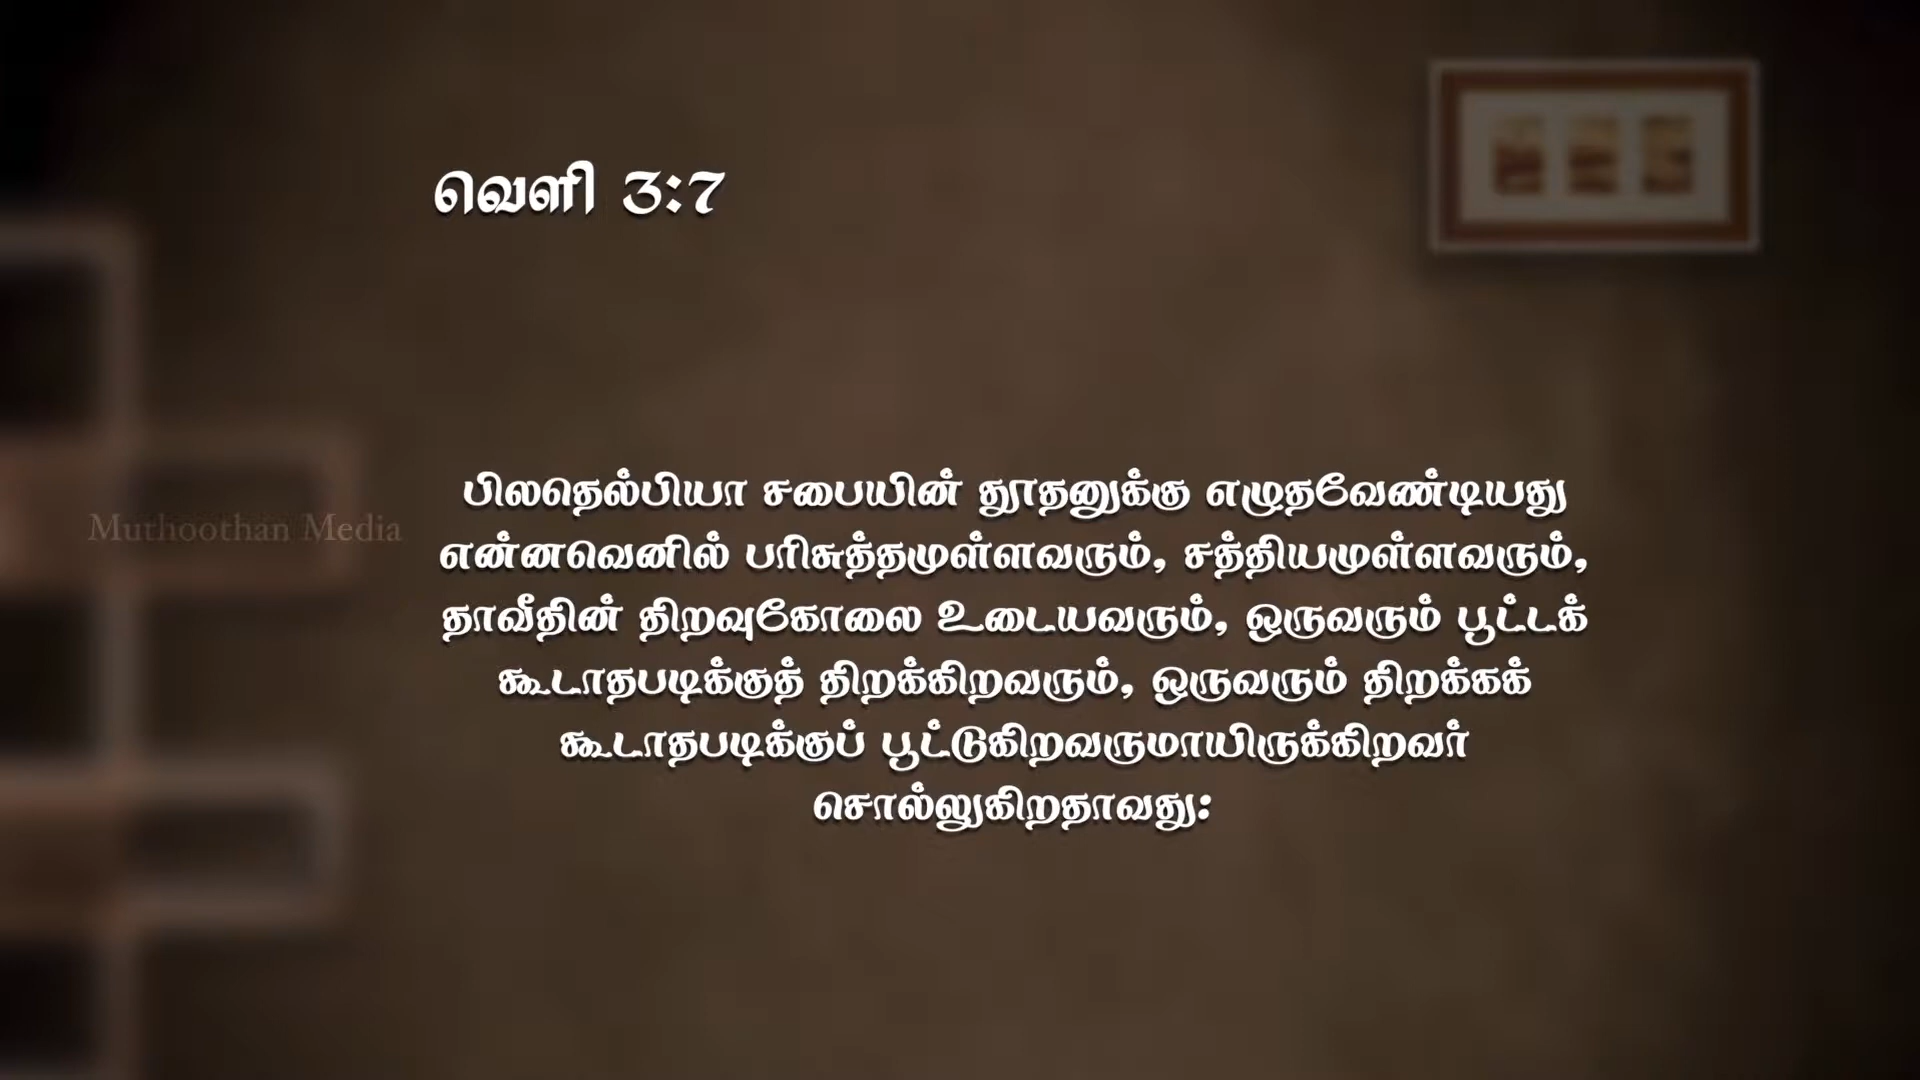 வெளி 3:7
பிலதெல்பியா சபையின் தூதனுக்கு எழுதவேண்டியது
Muthoothan Media
என்னவெனில் பரிசுத்தமுள்ளவரும், சத்தியமுள்ளவரும்,
தாவீதின் திறவுகோலை உடையவரும், ஒருவரும் பூட்டக்
கூடாதபடிக்குத் திறக்கிறவரும், ஒருவரும் திறக்கக்
கூடாதபடிக்குப் பூட்டுகிறவருமாயிருக்கிறவர்
சொல்லுகிறதாவது: